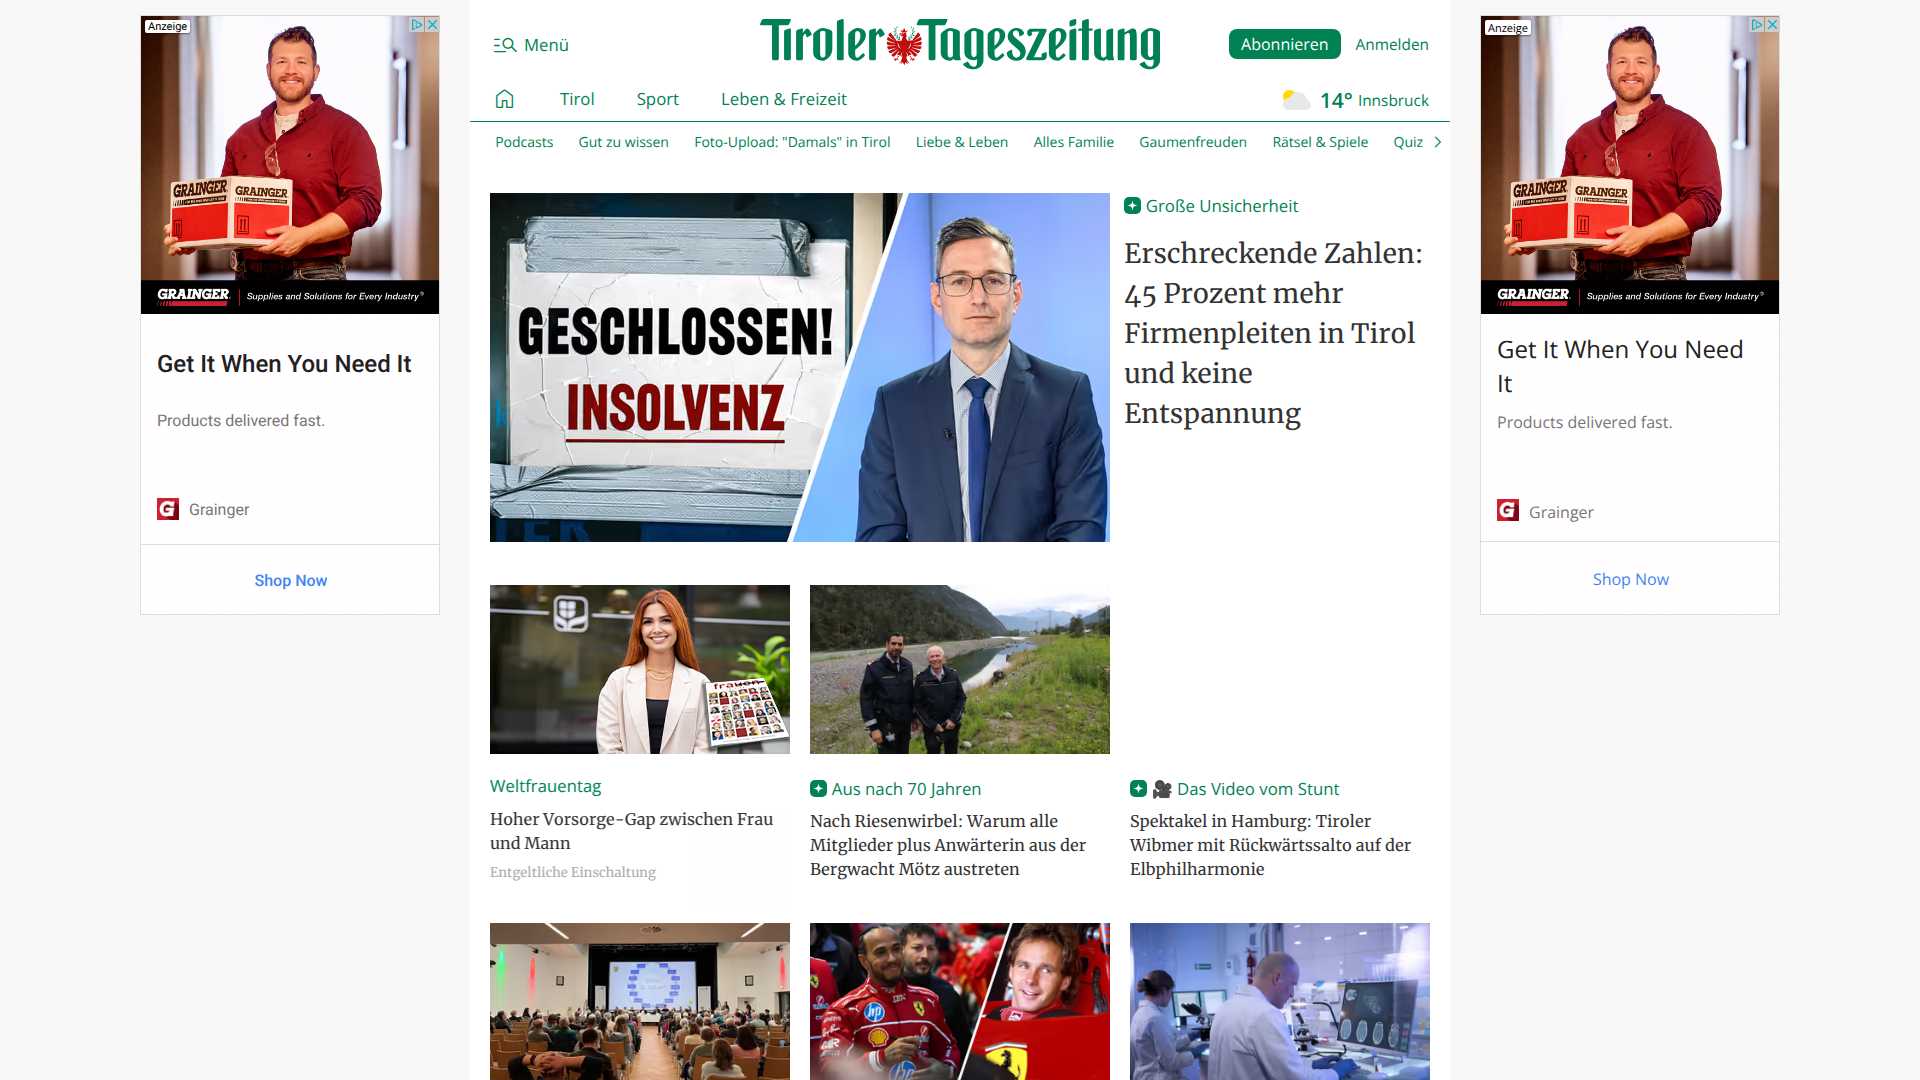 Anzeige
GRAINGER
GRAINGER
GRAINGER
Supplies and Solutions for Every Industry®
Get It When You Need It
Products delivered fast.
Grainger
Shop Now
Menü
Tiroler Tageszeitung
Abonnieren
Anmelden
Tirol
Sport
Leben & Freizeit
14° Innsbruck
Podcasts
Gut zu wissen
Foto-Upload: "Damals" in Tirol
Liebe & Leben
Alles Familie
Gaumenfreuden
Rätsel & Spiele
Quiz
GESCHLOSSEN!
INSOLVENZ
Große Unsicherheit
Erschreckende Zahlen:
45 Prozent mehr
Firmenpleiten in Tirol
und keine
Entspannung
frauen
Weltfrauentag
Hoher Vorsorge-Gap zwischen Frau
und Mann
Entgeltliche Einschaltung
Aus nach 70 Jahren
Nach Riesenwirbel: Warum alle
Mitglieder plus Anwärterin aus der
Bergwacht Mötz austreten
Das Video vom Stunt
Spektakel in Hamburg: Tiroler
Wibmer mit Rückwärtssalto auf der
Elbphilharmonie
hp
Anzeige
GRAINGER
GRAINGER
GRAINGER
Supplies and Solutions for Every Industry®
Get It When You Need
It
Products delivered fast.
Grainger
Shop Now